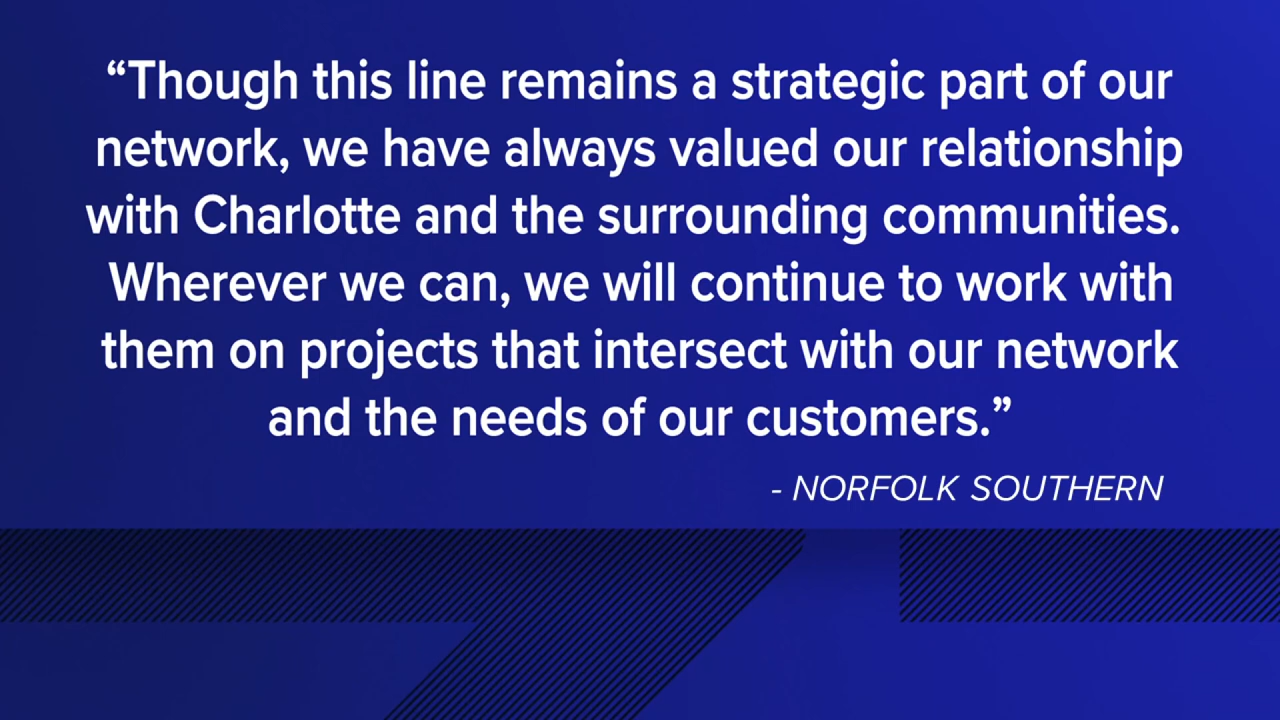 “Though this line remains a strategic part of our
network, we have always valued our relationship
with Charlotte and the surrounding communities.
Wherever we can, we will continue to work with
them on projects that intersect with our network
and the needs of our customers.”
- NORFOLK SOUTHERN